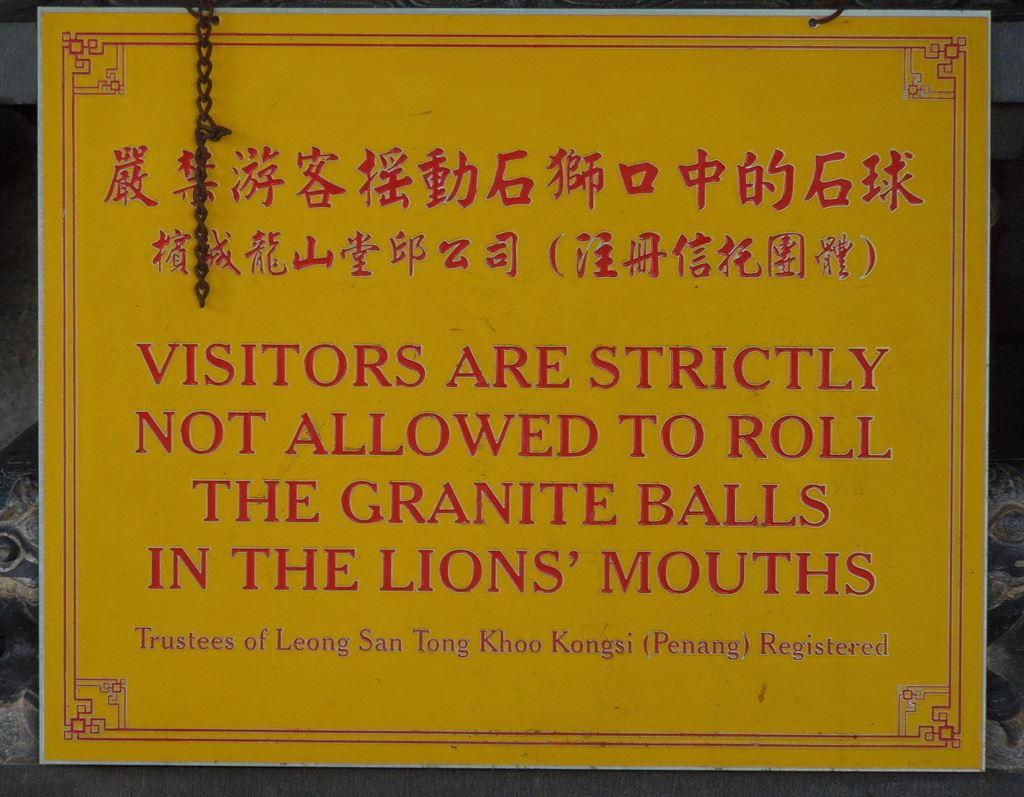 嚴禁游客搖動石獅口中的石球
檳城龍山堂邱公司（注冊信托團體）
VISITORS ARE STRICTLY
NOT ALLOWED TO ROLL
THE GRANITE BALLS
IN THE LIONS' MOUTHS
Trustees of Leong San Tong Khoo Kongsi (Penang) Registered